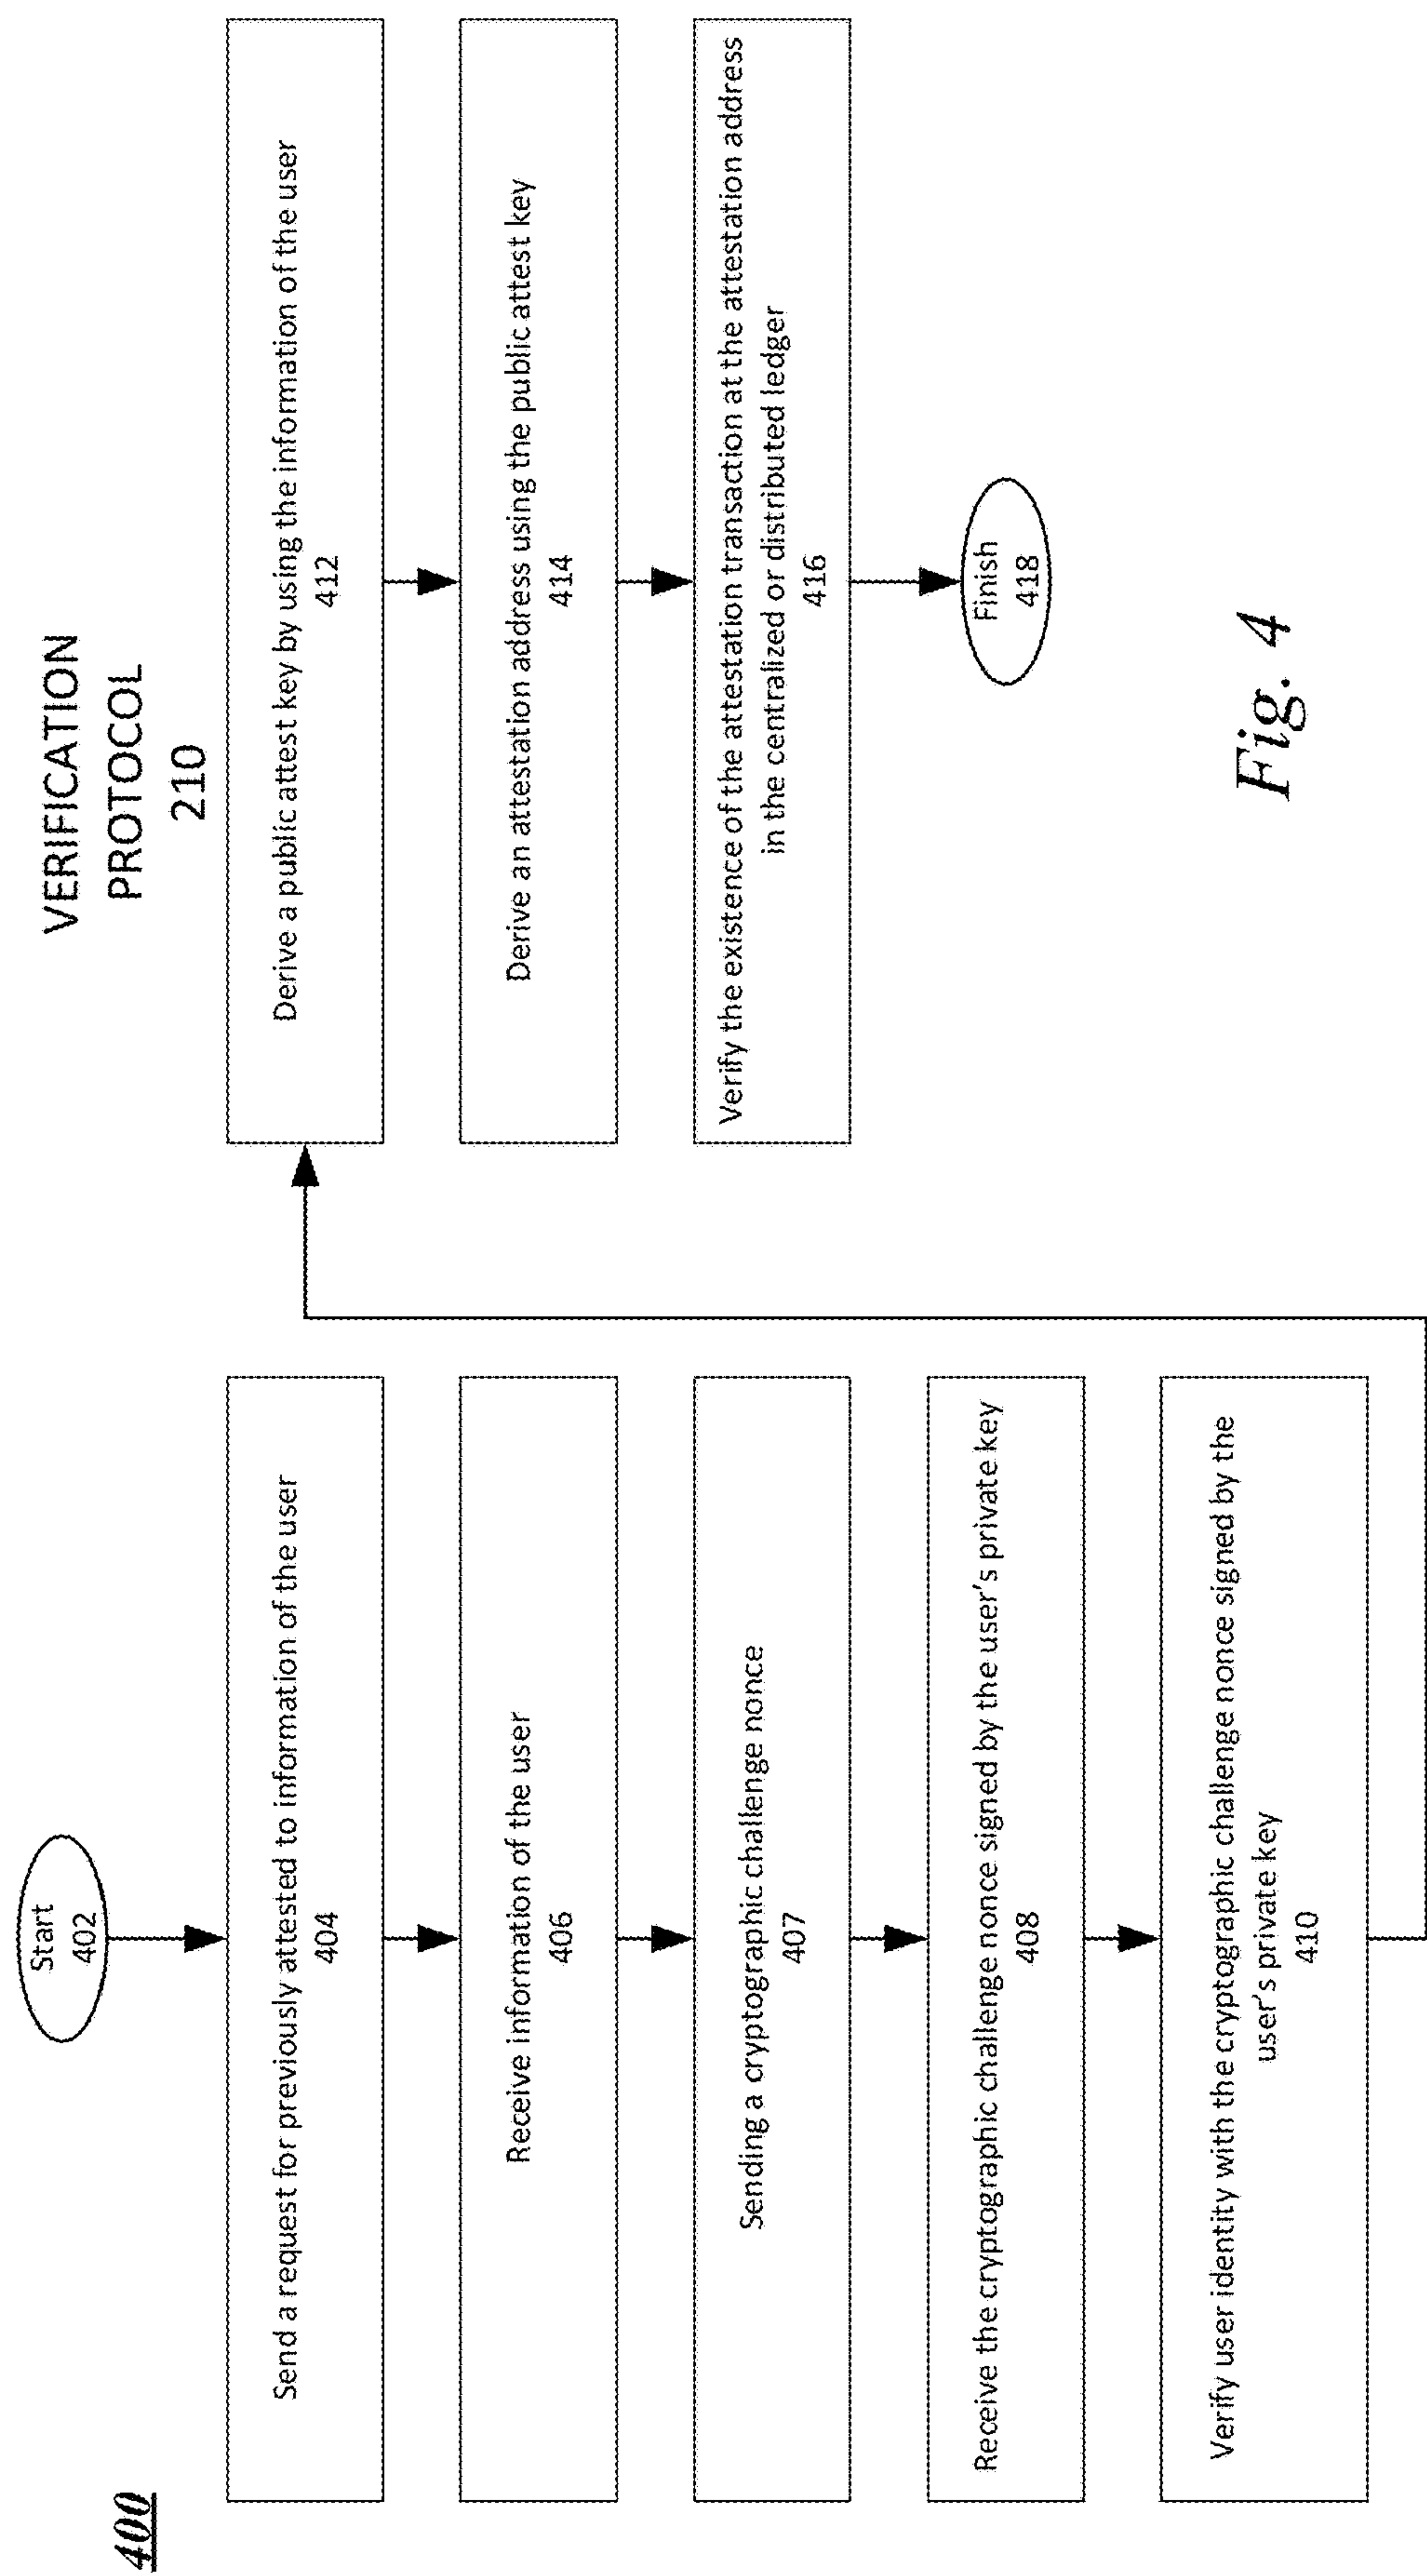 400
VERIFICATION
PROTOCOL
210
Start
402
Send a request for previously attested to information of the user
404
Receive information of the user
406
Sending a cryptographic challenge nonce
407
Receive the cryptographic challenge nonce signed by the user's private key
408
Verify user identity with the cryptographic challenge nonce signed by the
user's private key
410
Derive a public attest key by using the information of the user
412
Derive an attestation address using the public attest key
414
Verify the existence of the attestation transaction at the attestation address
in the centralized or distributed ledger
416
Finish
418
Fig. 4